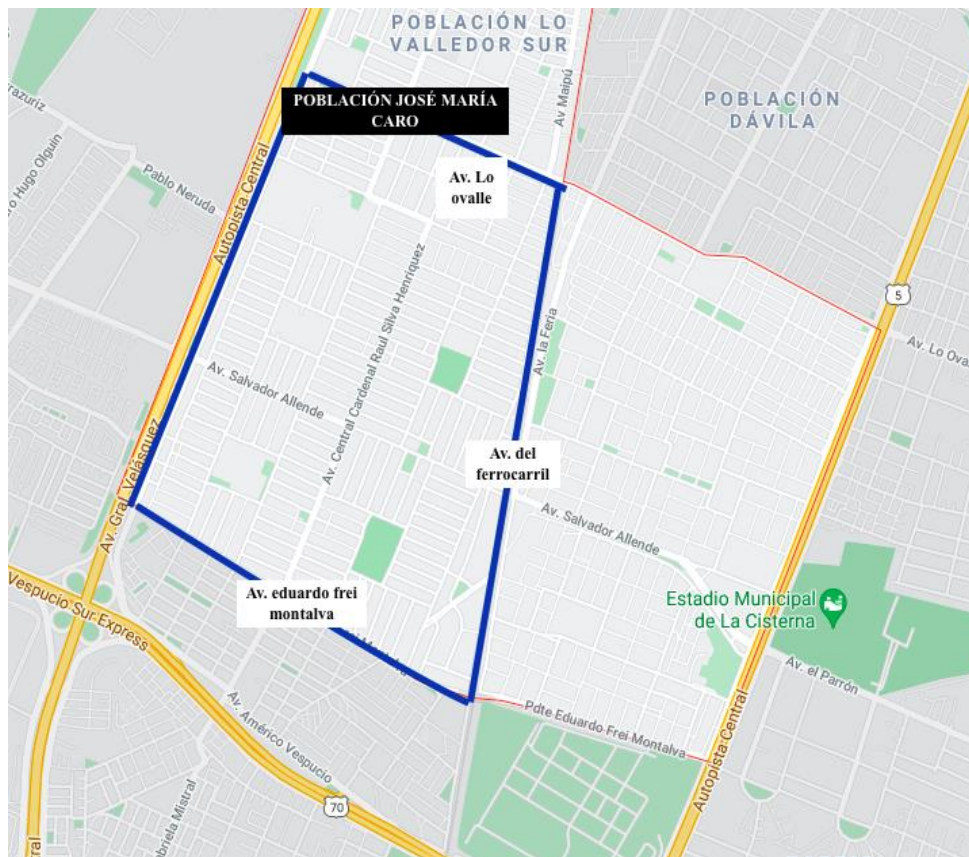 POBLACIÓN LO
VALLEDOR SUR
POBLACIÓN JOSÉ MARÍA
CARO
Av Maipú
POBLACIÓN
DÁVILA
Hugo Olguin
Pablo Neruda
Autopista Central
Av. Lo
ovalle
5
Av. Lo Ova
Av. Central Cardenal Raul Silva Henriquez
Av. la Feria
Av. Salvador Allende
Av. Gral. Velásquez
Av. del
ferrocarril
Av. Salvador Allende
Av. eduardo frei
montalva
Vespucio Sur Express
Estadio Municipal
de La Cisterna
Av. el Parrón
Av. Américo Vespucio
Pdte Eduardo Frei Montalva
Autopista Central
70
Mistral